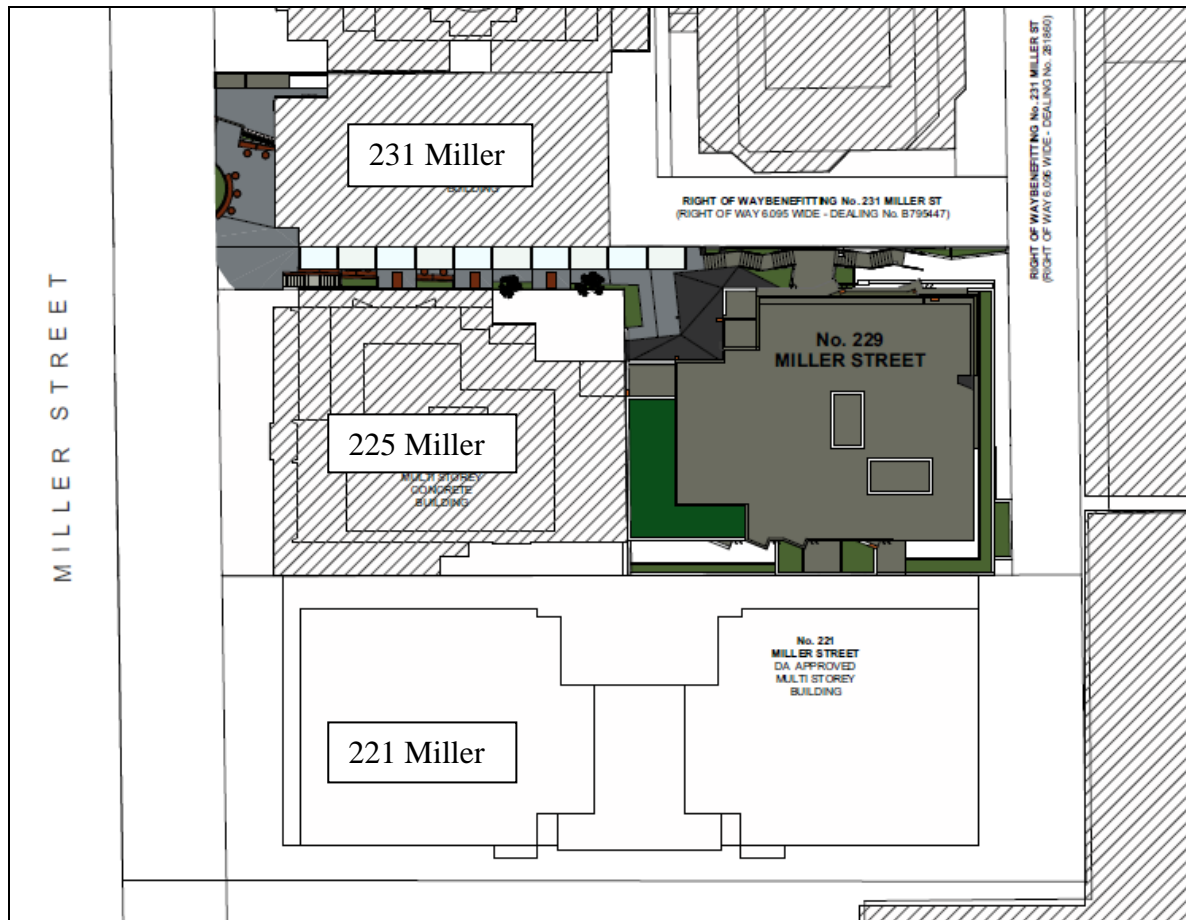 RIGHT OF WAYBENEFITTING No. 231 MILLER ST
(RIGHT OF WAY 6.095 WIDE - DEALING No. 281860)
231 Miller
BUILDING
RIGHT OF WAYBENEFITTING No. 231 MILLER ST
(RIGHT OF WAY 6.095 WIDE - DEALING No. B795447)
MILLER STREET
No. 229
MILLER STREET
225 Miller
MULTI STOREY
CONCRETE
BUILDING
No. 221
MILLER STREET
DA APPROVED
MULTI STOREY
BUILDING
221 Miller